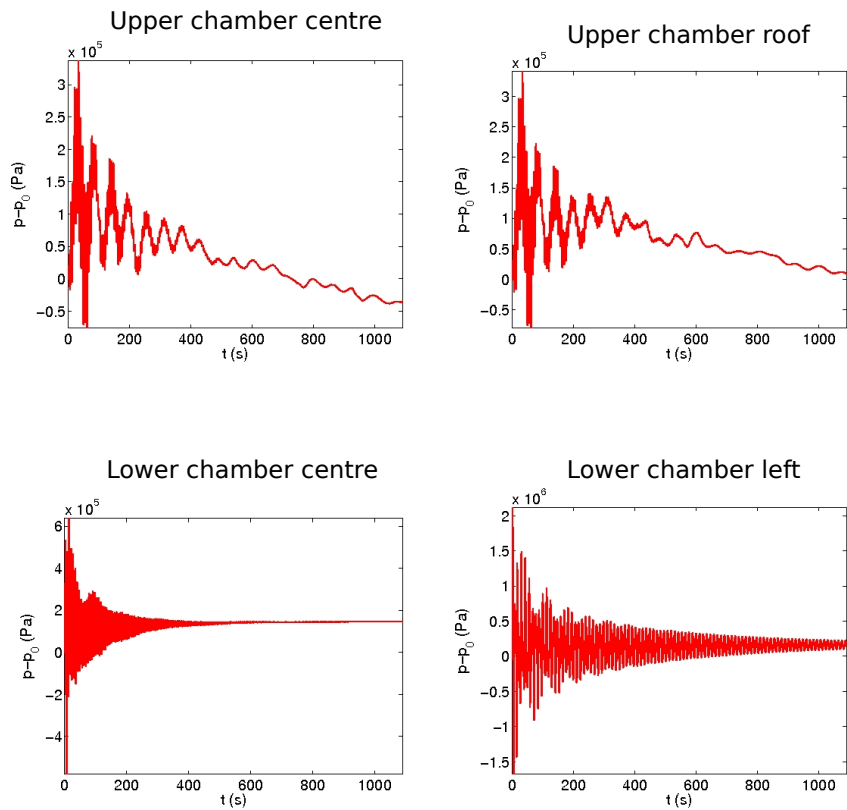 Upper chamber centre
x 10^5
3
2.5
2
1.5
1
0.5
0
−0.5
p−p_0 (Pa)
0 200 400 600 800 1000
t (s)
Upper chamber roof
x 10^5
3
2.5
2
1.5
1
0.5
0
−0.5
p−p_0 (Pa)
0 200 400 600 800 1000
t (s)
Lower chamber centre
x 10^5
6
4
2
0
−2
−4
p−p_0 (Pa)
0 200 400 600 800 1000
t (s)
Lower chamber left
x 10^6
2
1.5
1
0.5
0
−0.5
−1
−1.5
p−p_0 (Pa)
0 200 400 600 800 1000
t (s)